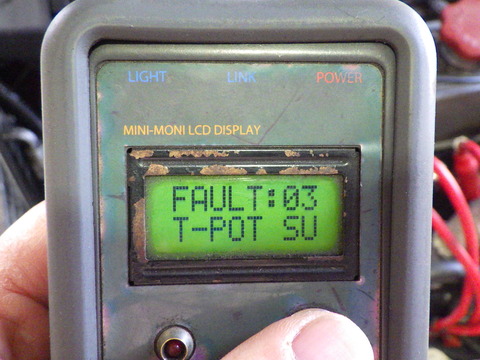 LIGHT LINK POWER
MINI-MONI LCD DISPLAY
FAULT:03
T-POT SU